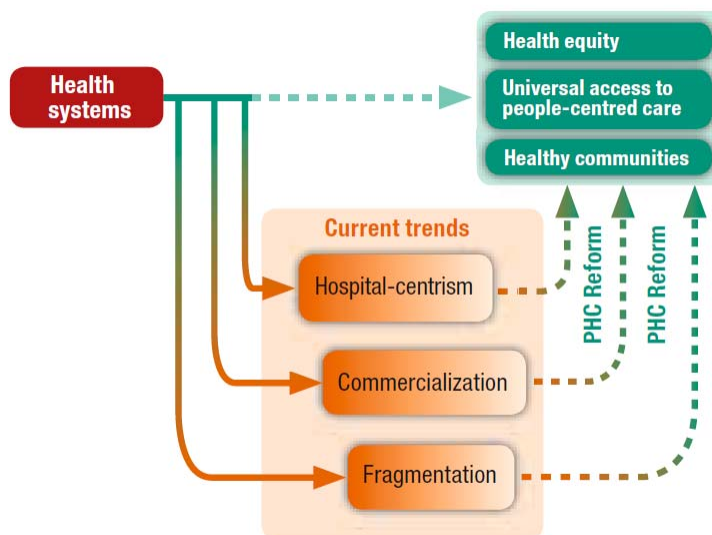 Health
systems
Health equity
Universal access to
people-centred care
Healthy communities
Current trends
Hospital-centrism
Commercialization
Fragmentation
PHC Reform
PHC Reform